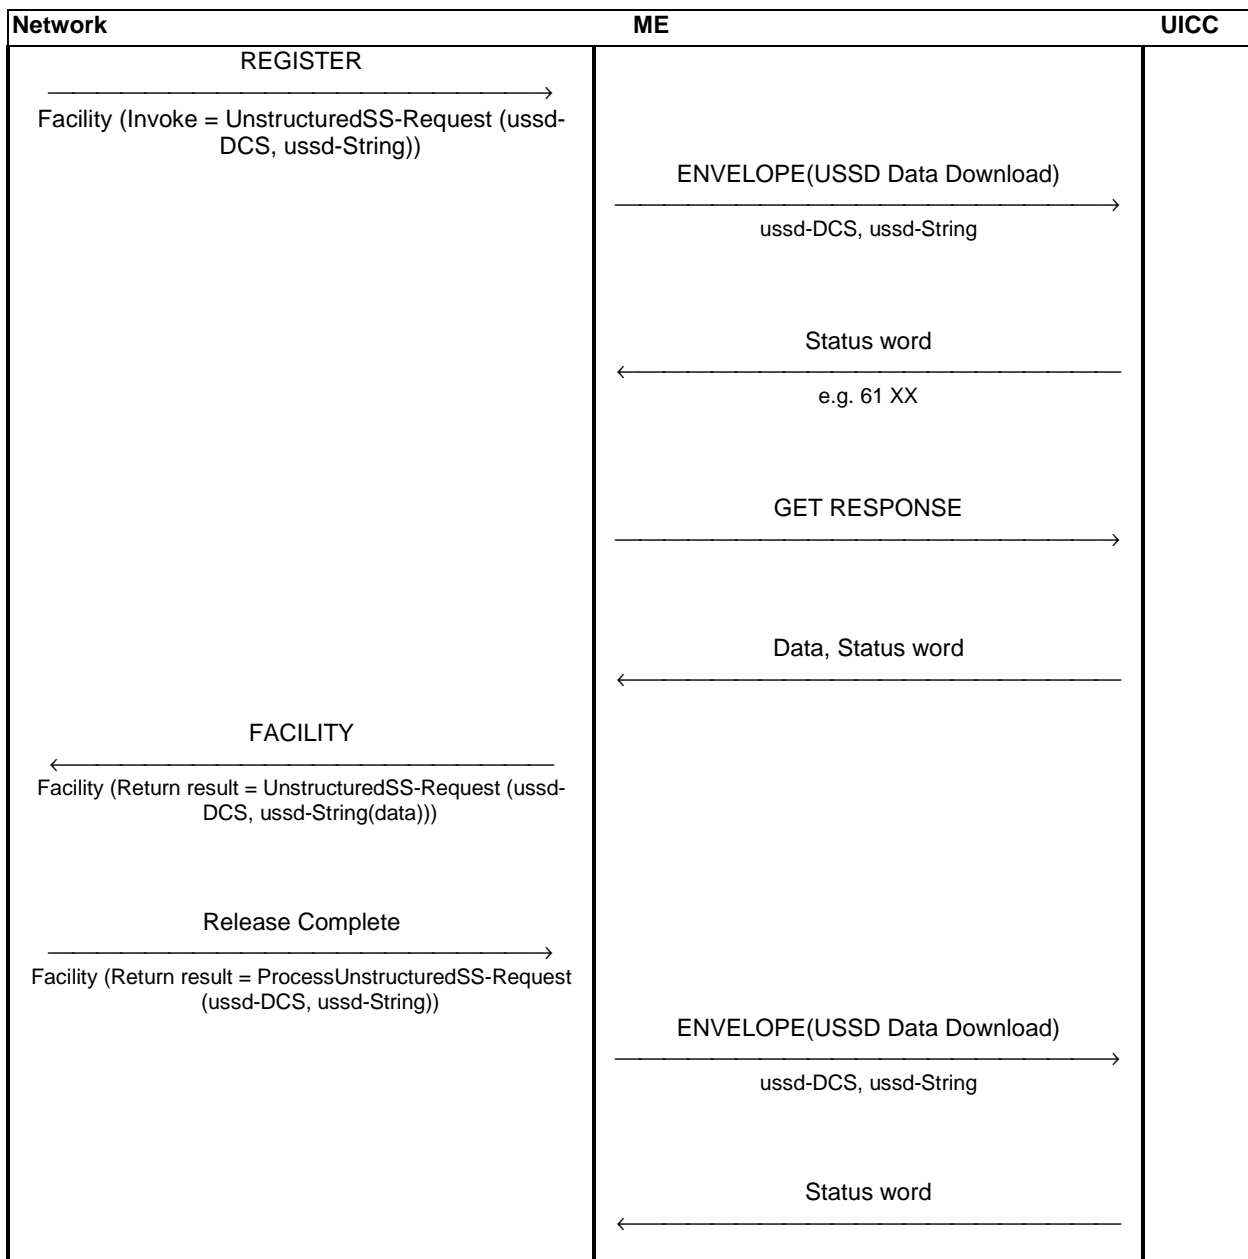 Network ME UICC
REGISTER
Facility (Invoke = UnstructuredSS-Request (ussd-
DCS, ussd-String))
ENVELOPE(USSD Data Download)
ussd-DCS, ussd-String
Status word
e.g. 61 XX
GET RESPONSE
Data, Status word
FACILITY
Facility (Return result = UnstructuredSS-Request (ussd-
DCS, ussd-String(data)))
Release Complete
Facility (Return result = ProcessUnstructuredSS-Request
(ussd-DCS, ussd-String))
ENVELOPE(USSD Data Download)
ussd-DCS, ussd-String
Status word